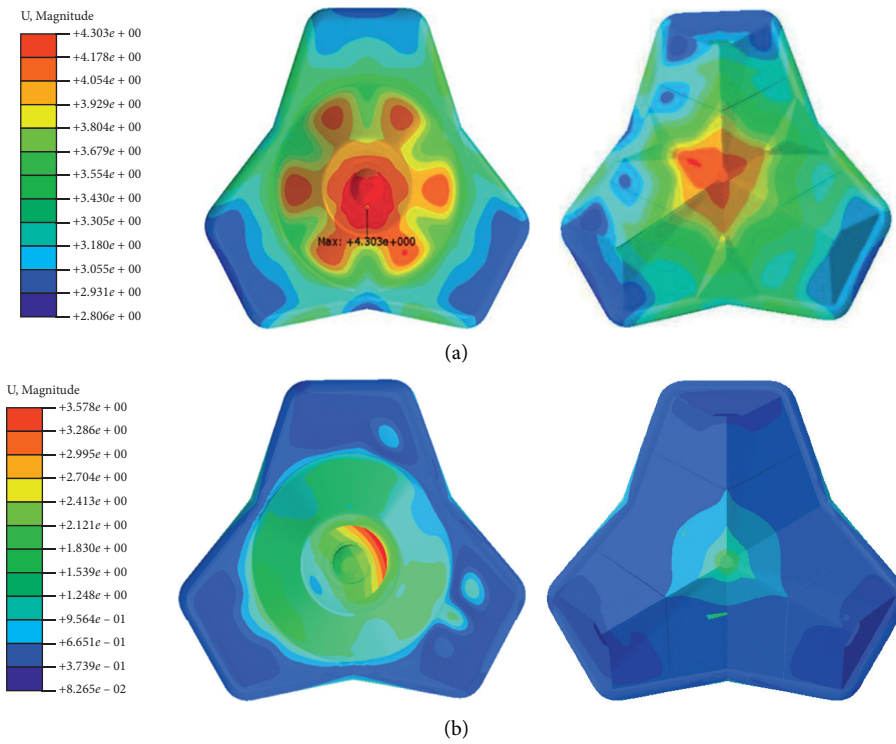 U, Magnitude
+4.303e + 00
+4.178e + 00
+4.054e + 00
+3.929e + 00
+3.804e + 00
+3.679e + 00
+3.554e + 00
+3.430e + 00
+3.305e + 00
+3.180e + 00
+3.055e + 00
+2.931e + 00
+2.806e + 00
Max: +4.303e+000
(a)
U, Magnitude
+3.578e + 00
+3.286e + 00
+2.995e + 00
+2.704e + 00
+2.413e + 00
+2.121e + 00
+1.830e + 00
+1.539e + 00
+1.248e + 00
+9.564e – 01
+6.651e – 01
+3.739e – 01
+8.265e – 02
(b)